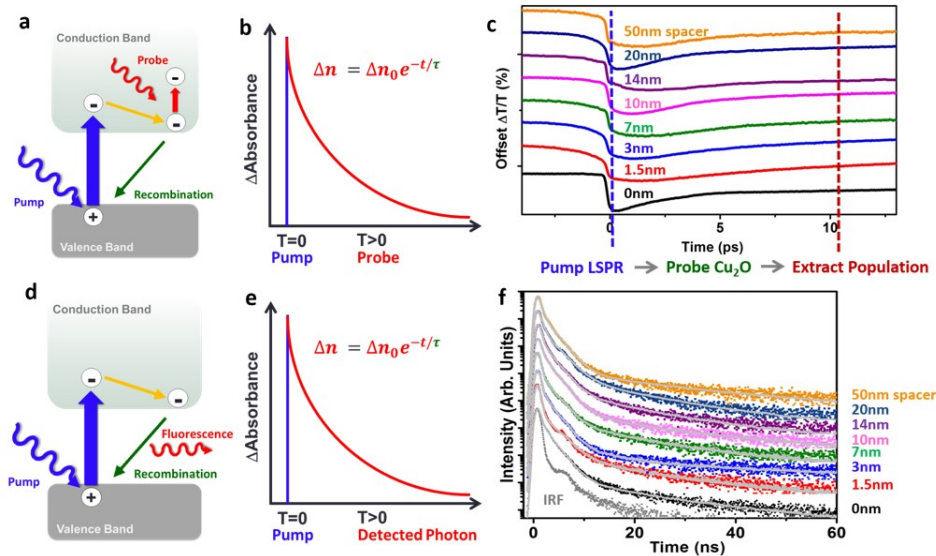 a
Conduction Band
Probe
-
-
-
Pump
Recombination
+
Valence Band
b
Δn = Δn₀e^{-t/τ}
ΔAbsorbance
T=0
T>0
Pump
Probe
c
Offset ΔT/T (%)
50nm spacer
20nm
14nm
10nm
7nm
3nm
1.5nm
0nm
0
5
10
Time (ps)
Pump LSPR → Probe Cu₂O → Extract Population
d
Conduction Band
-
-
Fluorescence
Pump
Recombination
+
Valence Band
e
Δn = Δn₀e^{-t/τ}
ΔAbsorbance
T=0
T>0
Pump
Detected Photon
f
Intensity (Arb. Units)
50nm spacer
20nm
14nm
10nm
7nm
3nm
1.5nm
0nm
IRF
0
20
40
60
Time (ns)